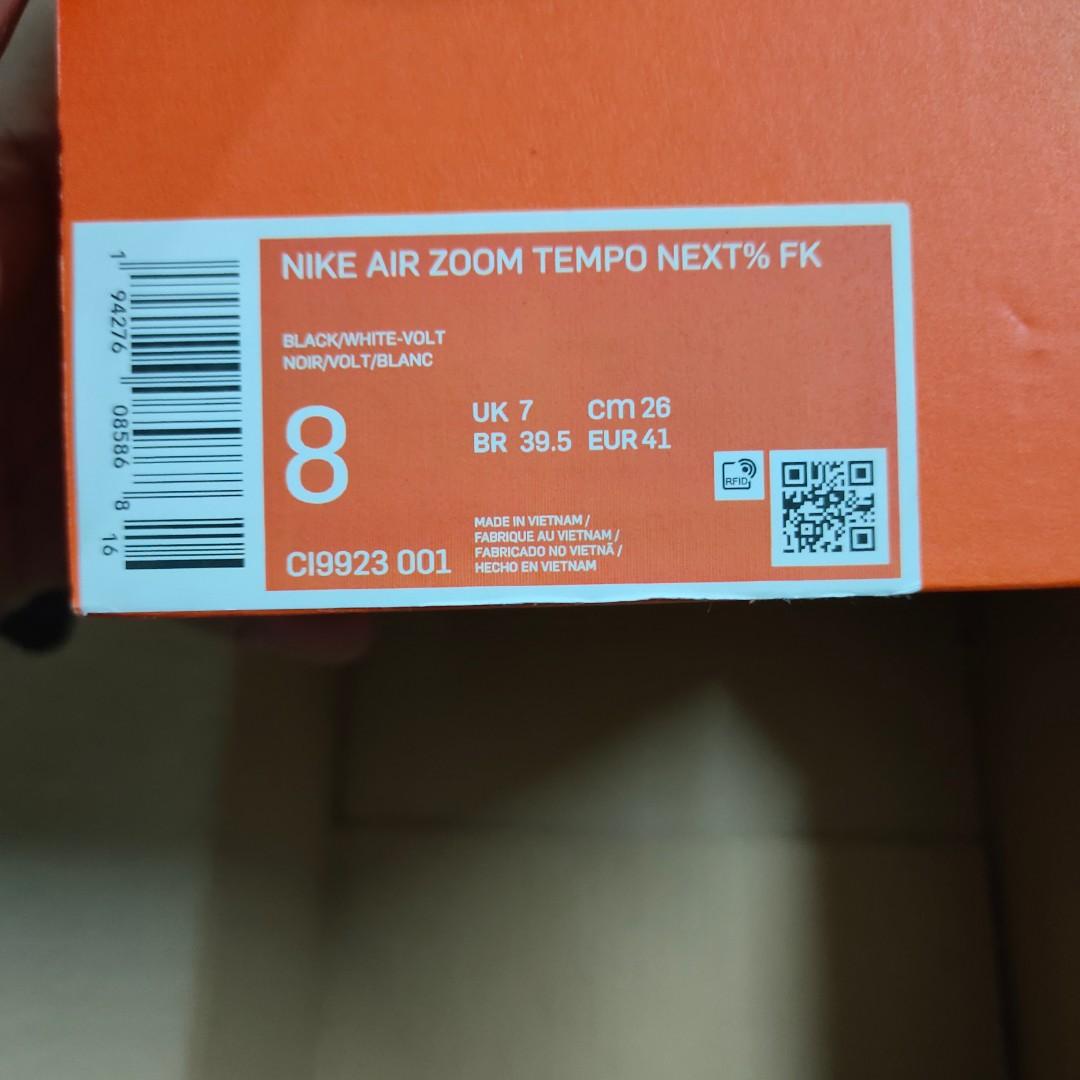 NIKE AIR ZOOM TEMPO NEXT% FK
BLACK/WHITE-VOLT
NOIR/VOLT/BLANC
8
UK 7 cm 26
BR 39.5 EUR 41
CI9923 001
MADE IN VIETNAM /
FABRIQUE AU VIETNAM /
FABRICADO NO VIETNÃ /
HECHO EN VIETNAM
RFID
1 94276 08586 8 16